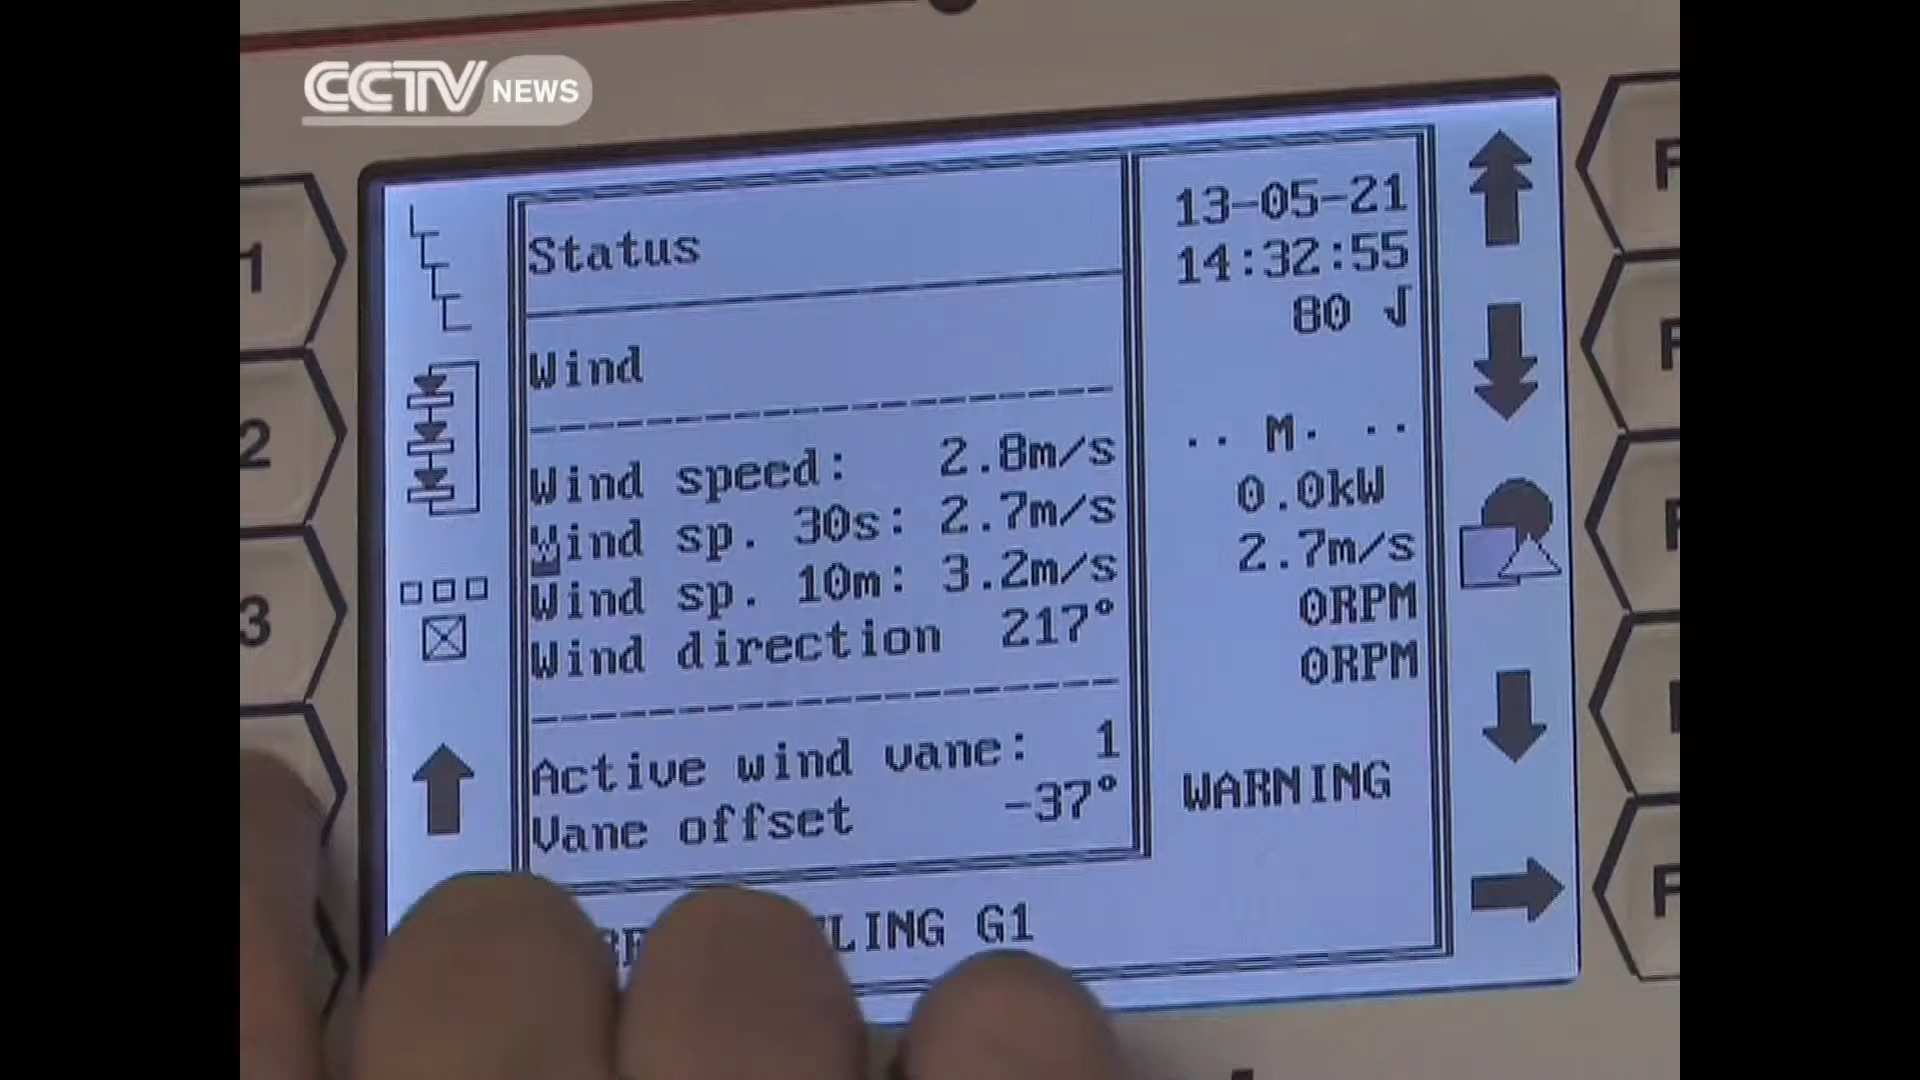 CCTV NEWS
1
2
3
Status
Wind
Wind speed: 2.8m/s
Wind sp. 30s: 2.7m/s
Wind sp. 10m: 3.2m/s
Wind direction 217°
Active wind vane: 1
Vane offset -37°
LING G1
13-05-21
14:32:55
80 √
.. M. ..
0.0kW
2.7m/s
0RPM
0RPM
WARNING